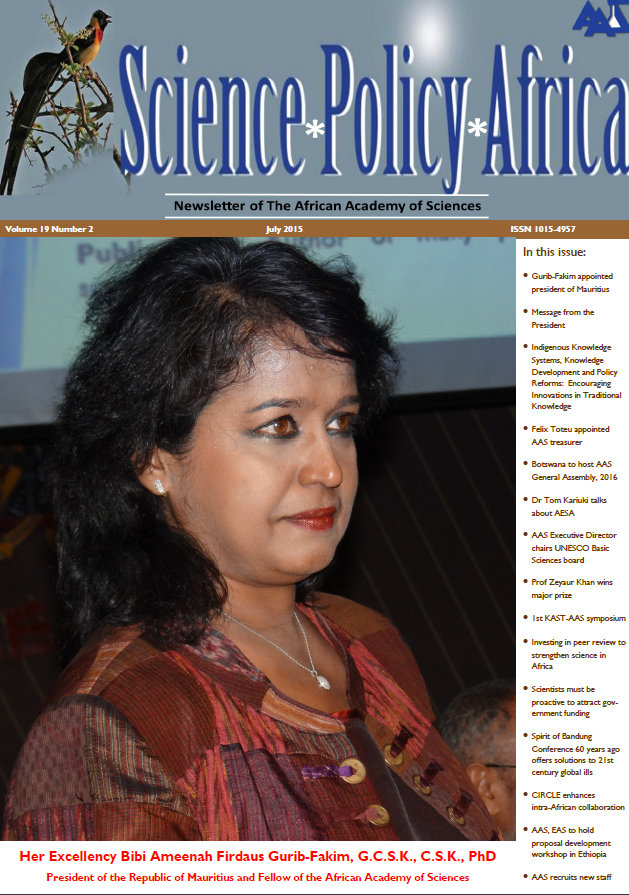 AAS
Science*Policy*Africa
Newsletter of The African Academy of Sciences
Volume 19 Number 2 July 2015 ISSN 1015-4957
In this issue:
• Gurib-Fakim appointed
president of Mauritius
• Message from the
President
• Indigenous Knowledge
Systems, Knowledge
Development and Policy
Reforms: Encouraging
Innovations in Traditional
Knowledge
• Felix Toteu appointed
AAS treasurer
• Botswana to host AAS
General Assembly, 2016
• Dr Tom Kariuki talks
about AESA
• AAS Executive Director
chairs UNESCO Basic
Sciences board
• Prof Zeyaur Khan wins
major prize
• 1st KAST-AAS symposium
• Investing in peer review to
strengthen science in
Africa
• Scientists must be
proactive to attract gov-
ernment funding
• Spirit of Bandung
Conference 60 years ago
offers solutions to 21st
century global ills
• CIRCLE enhances
intra-African collaboration
• AAS, EAS to hold
proposal development
workshop in Ethiopia
• AAS recruits new staff
Her Excellency Bibi Ameenah Firdaus Gurib-Fakim, G.C.S.K., C.S.K., PhD
President of the Republic of Mauritius and Fellow of the African Academy of Sciences